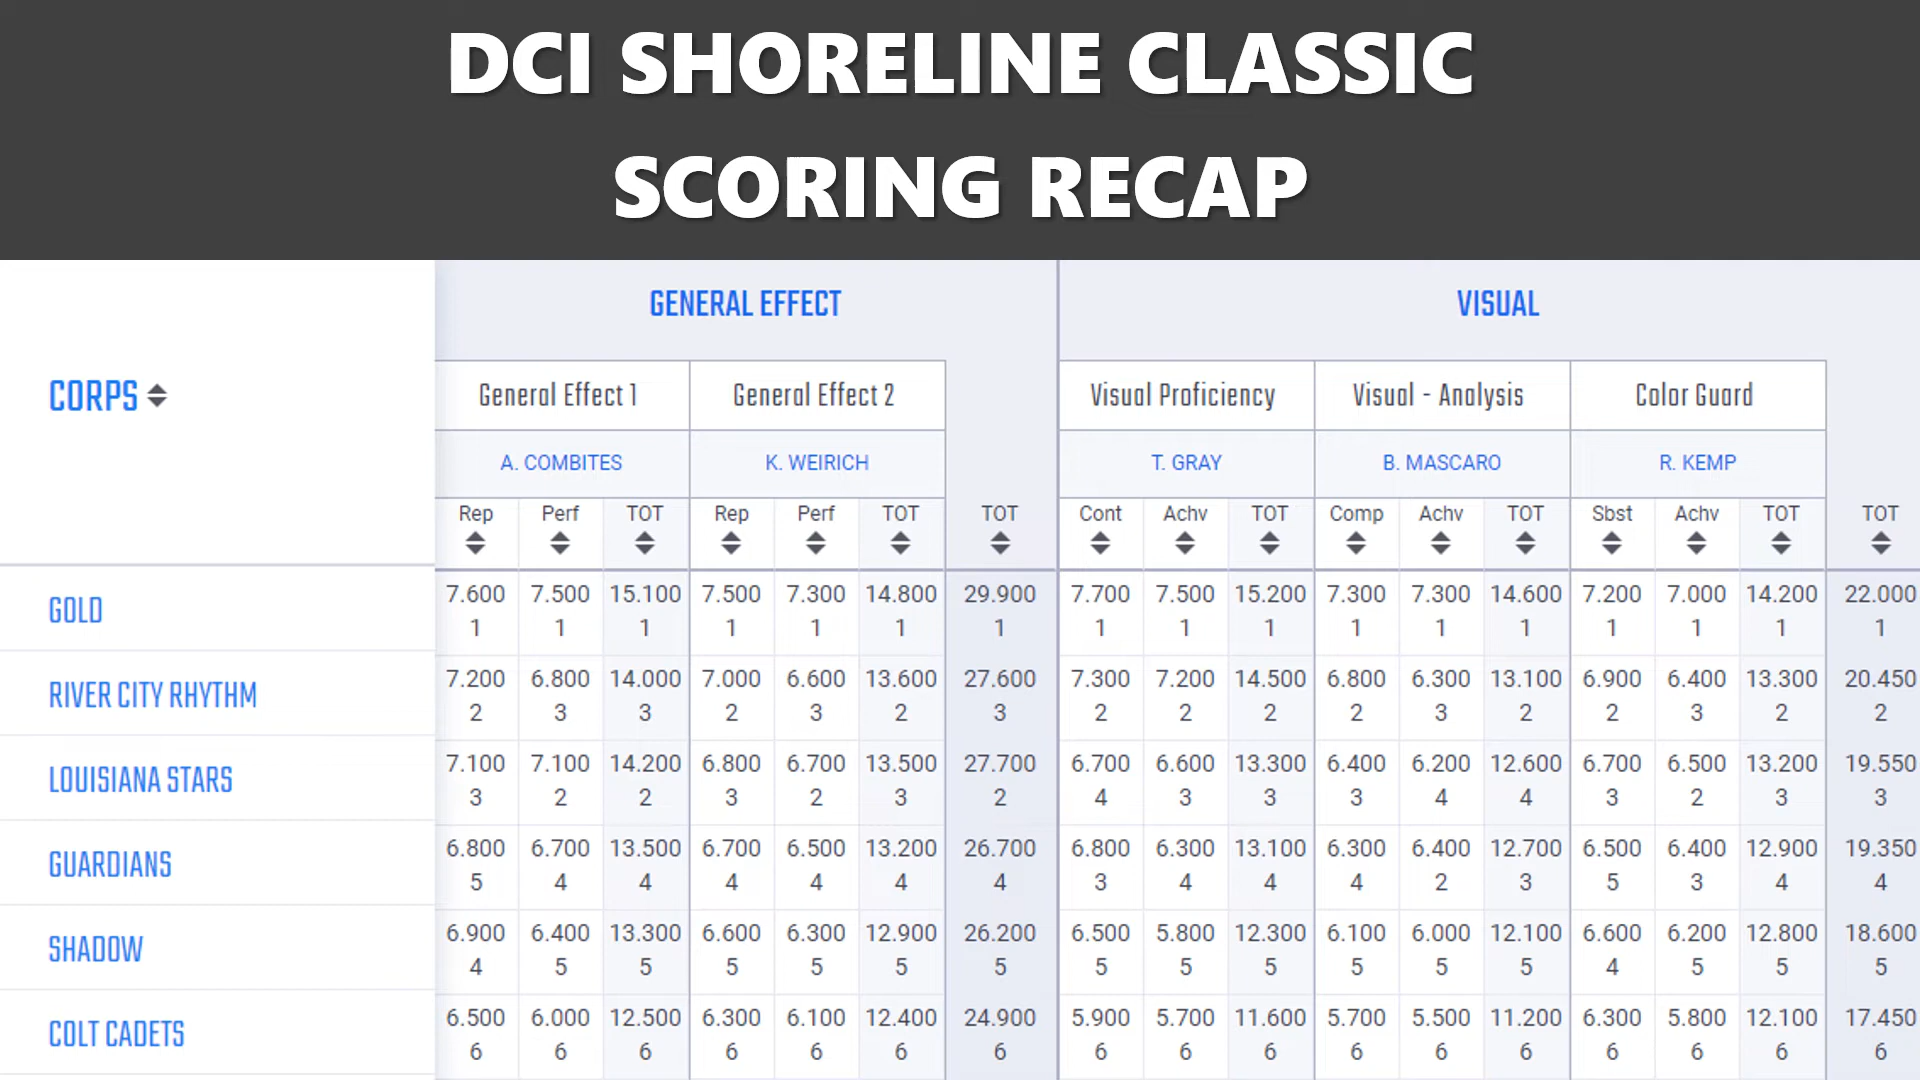 DCI SHORELINE CLASSIC
SCORING RECAP
GENERAL EFFECT VISUAL
CORPS General Effect 1 General Effect 2 Visual Proficiency Visual - Analysis Color Guard
A. COMBITES K. WEIRICH T. GRAY B. MASCARO R. KEMP
Rep Perf TOT Rep Perf TOT TOT Cont Achv TOT Comp Achv TOT Sbst Achv TOT TOT
GOLD 7.600 7.500 15.100 7.500 7.300 14.800 29.900 7.700 7.500 15.200 7.300 7.300 14.600 7.200 7.000 14.200 22.000
1 1 1 1 1 1 1 1 1 1 1 1 1 1 1 1 1
RIVER CITY RHYTHM 7.200 6.800 14.000 7.000 6.600 13.600 27.600 7.300 7.200 14.500 6.800 6.300 13.100 6.900 6.400 13.300 20.450
2 3 3 2 3 2 3 2 2 2 2 3 2 2 3 2 2
LOUISIANA STARS 7.100 7.100 14.200 6.800 6.700 13.500 27.700 6.700 6.600 13.300 6.400 6.200 12.600 6.700 6.500 13.200 19.550
3 2 2 3 2 3 2 4 3 3 3 4 4 3 2 3 3
GUARDIANS 6.800 6.700 13.500 6.700 6.500 13.200 26.700 6.800 6.300 13.100 6.300 6.400 12.700 6.500 6.400 12.900 19.350
5 4 4 4 4 4 4 3 4 4 4 2 3 5 3 4 4
SHADOW 6.900 6.400 13.300 6.600 6.300 12.900 26.200 6.500 5.800 12.300 6.100 6.000 12.100 6.600 6.200 12.800 18.600
4 5 5 5 5 5 5 5 5 5 5 5 5 4 5 5 5
COLT CADETS 6.500 6.000 12.500 6.300 6.100 12.400 24.900 5.900 5.700 11.600 5.700 5.500 11.200 6.300 5.800 12.100 17.450
6 6 6 6 6 6 6 6 6 6 6 6 6 6 6 6 6